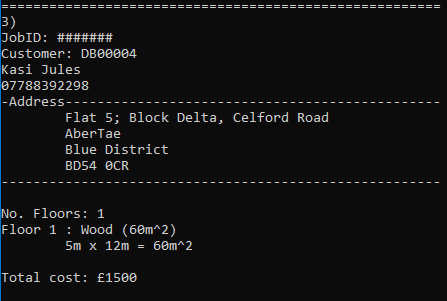 =======================================================
3)
JobID: #######
Customer: DB00004
Kasi Jules
07788392298
-Address-----------------------------------------------
Flat 5; Block Delta, Celford Road
AberTae
Blue District
BD54 0CR
-------------------------------------------------------
No. Floors: 1
Floor 1 : Wood (60m^2)
5m x 12m = 60m^2
Total cost: £1500